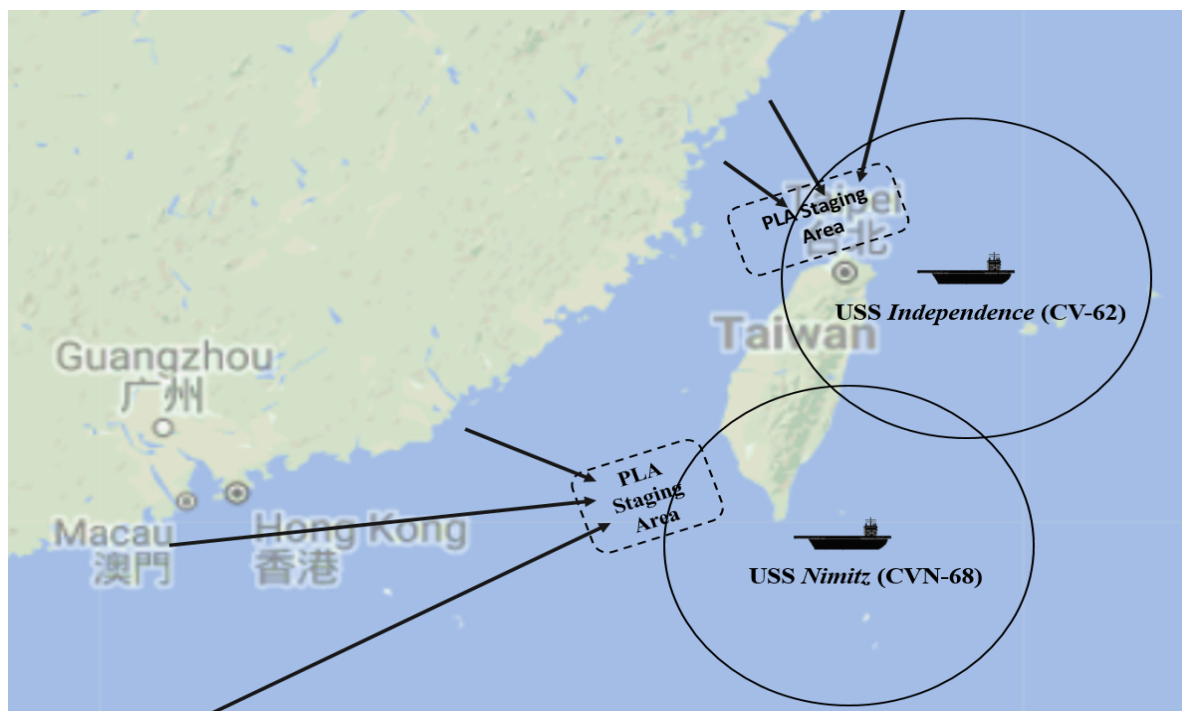 Taipei
台北
PLA Staging
Area
USS Independence (CV-62)
Taiwan
Guangzhou
广州
PLA
Staging
Area
Macau
澳門
Hong Kong
香港
USS Nimitz (CVN-68)